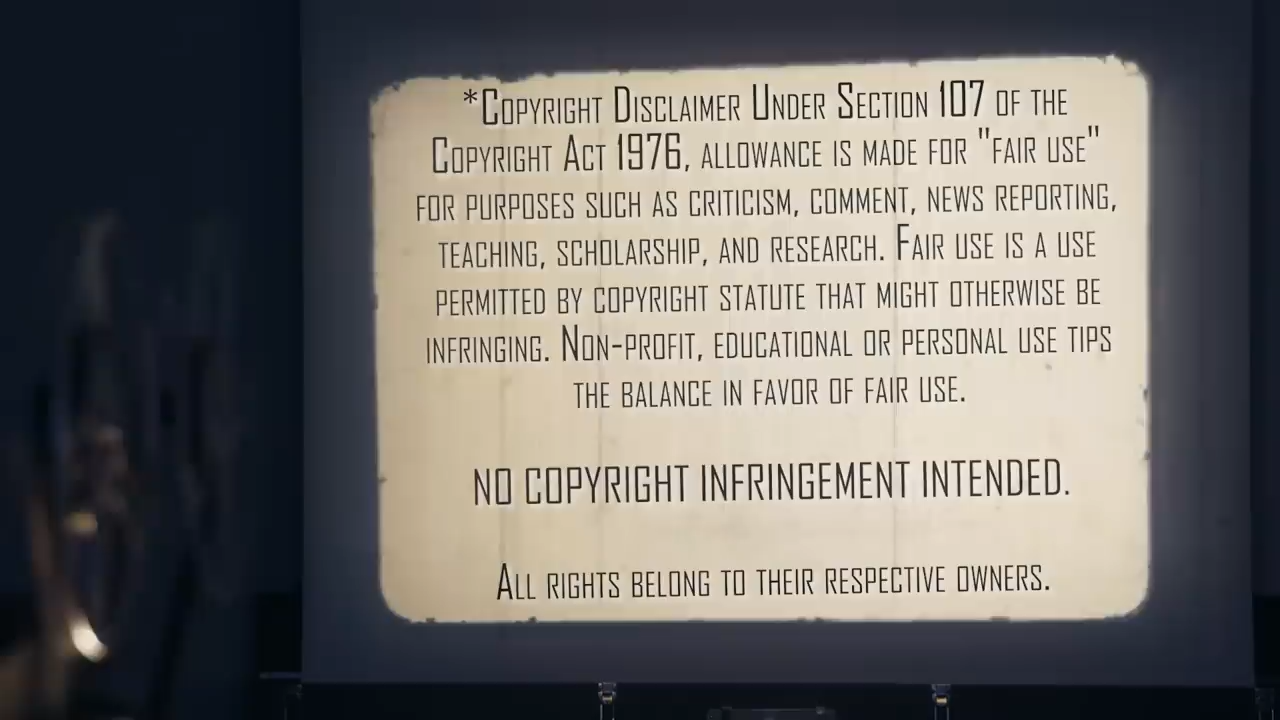 *Copyright Disclaimer Under Section 107 of the
Copyright Act 1976, allowance is made for "fair use"
for purposes such as criticism, comment, news reporting,
teaching, scholarship, and research. Fair use is a use
permitted by copyright statute that might otherwise be
infringing. Non-profit, educational or personal use tips
the balance in favor of fair use.
NO COPYRIGHT INFRINGEMENT INTENDED.
All rights belong to their respective owners.